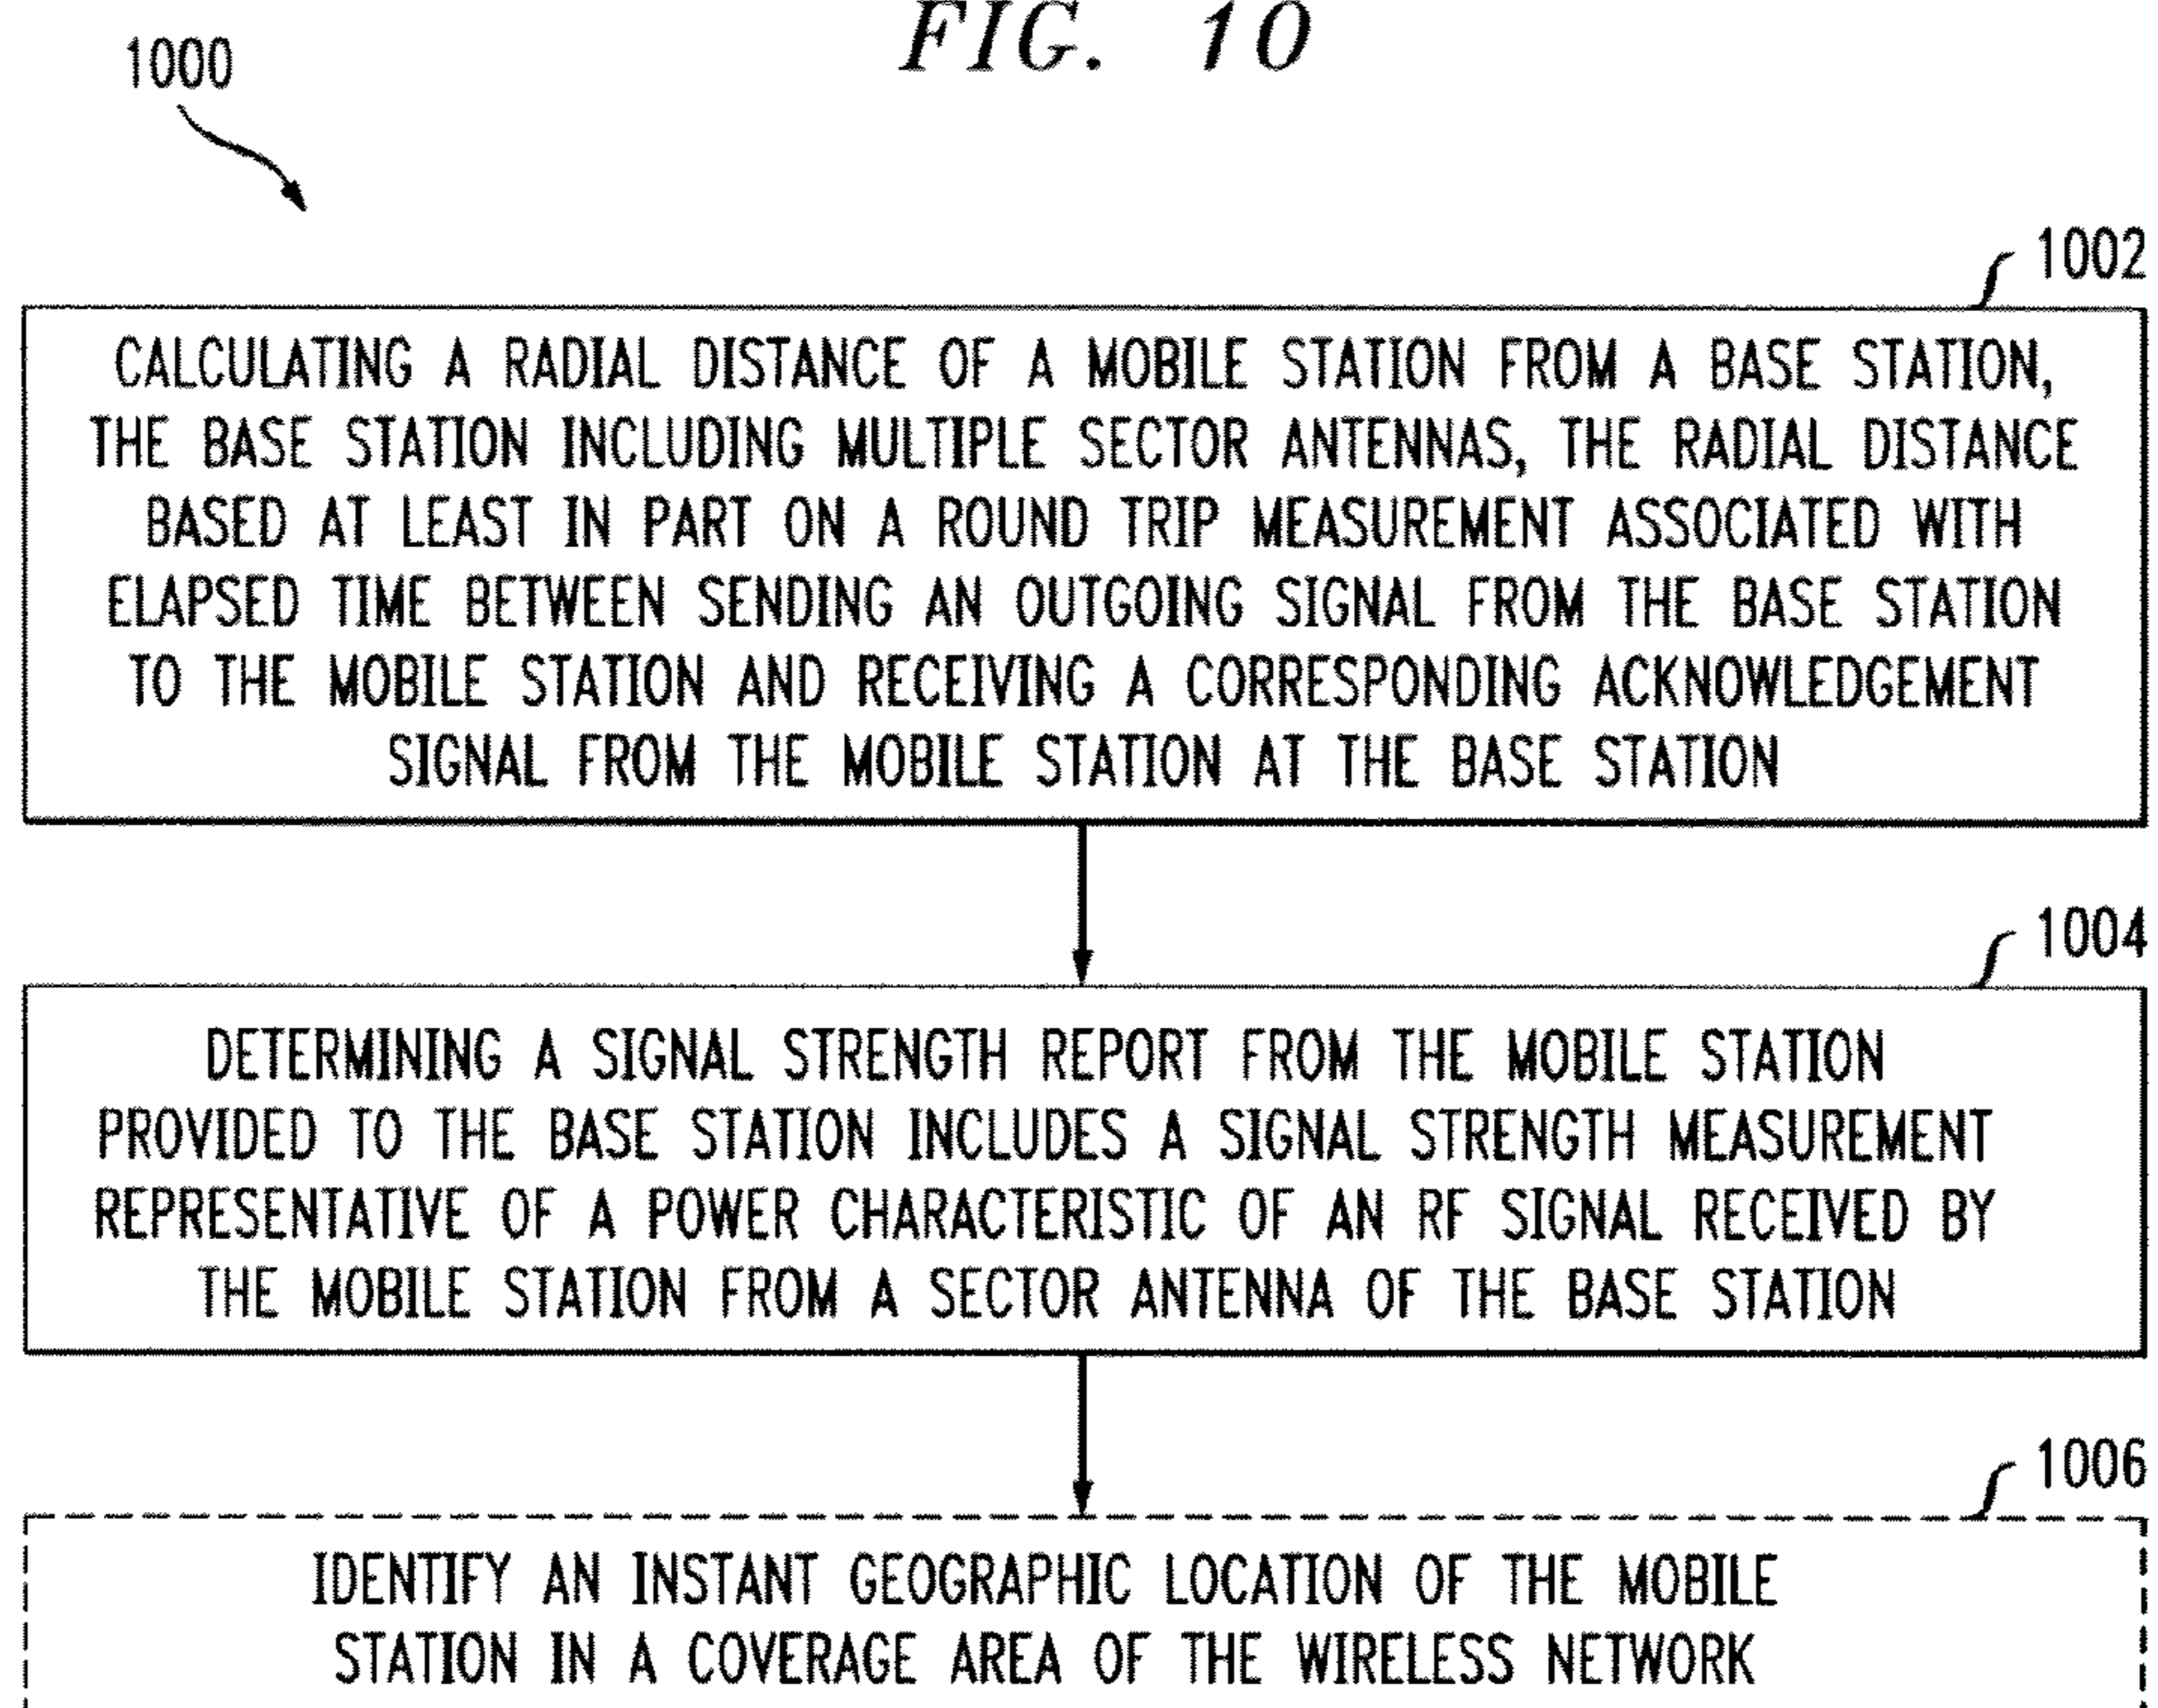 FIG. 10
1000
1002
CALCULATING A RADIAL DISTANCE OF A MOBILE STATION FROM A BASE STATION,
THE BASE STATION INCLUDING MULTIPLE SECTOR ANTENNAS, THE RADIAL DISTANCE
BASED AT LEAST IN PART ON A ROUND TRIP MEASUREMENT ASSOCIATED WITH
ELAPSED TIME BETWEEN SENDING AN OUTGOING SIGNAL FROM THE BASE STATION
TO THE MOBILE STATION AND RECEIVING A CORRESPONDING ACKNOWLEDGEMENT
SIGNAL FROM THE MOBILE STATION AT THE BASE STATION
1004
DETERMINING A SIGNAL STRENGTH REPORT FROM THE MOBILE STATION
PROVIDED TO THE BASE STATION INCLUDES A SIGNAL STRENGTH MEASUREMENT
REPRESENTATIVE OF A POWER CHARACTERISTIC OF AN RF SIGNAL RECEIVED BY
THE MOBILE STATION FROM A SECTOR ANTENNA OF THE BASE STATION
1006
IDENTIFY AN INSTANT GEOGRAPHIC LOCATION OF THE MOBILE
STATION IN A COVERAGE AREA OF THE WIRELESS NETWORK